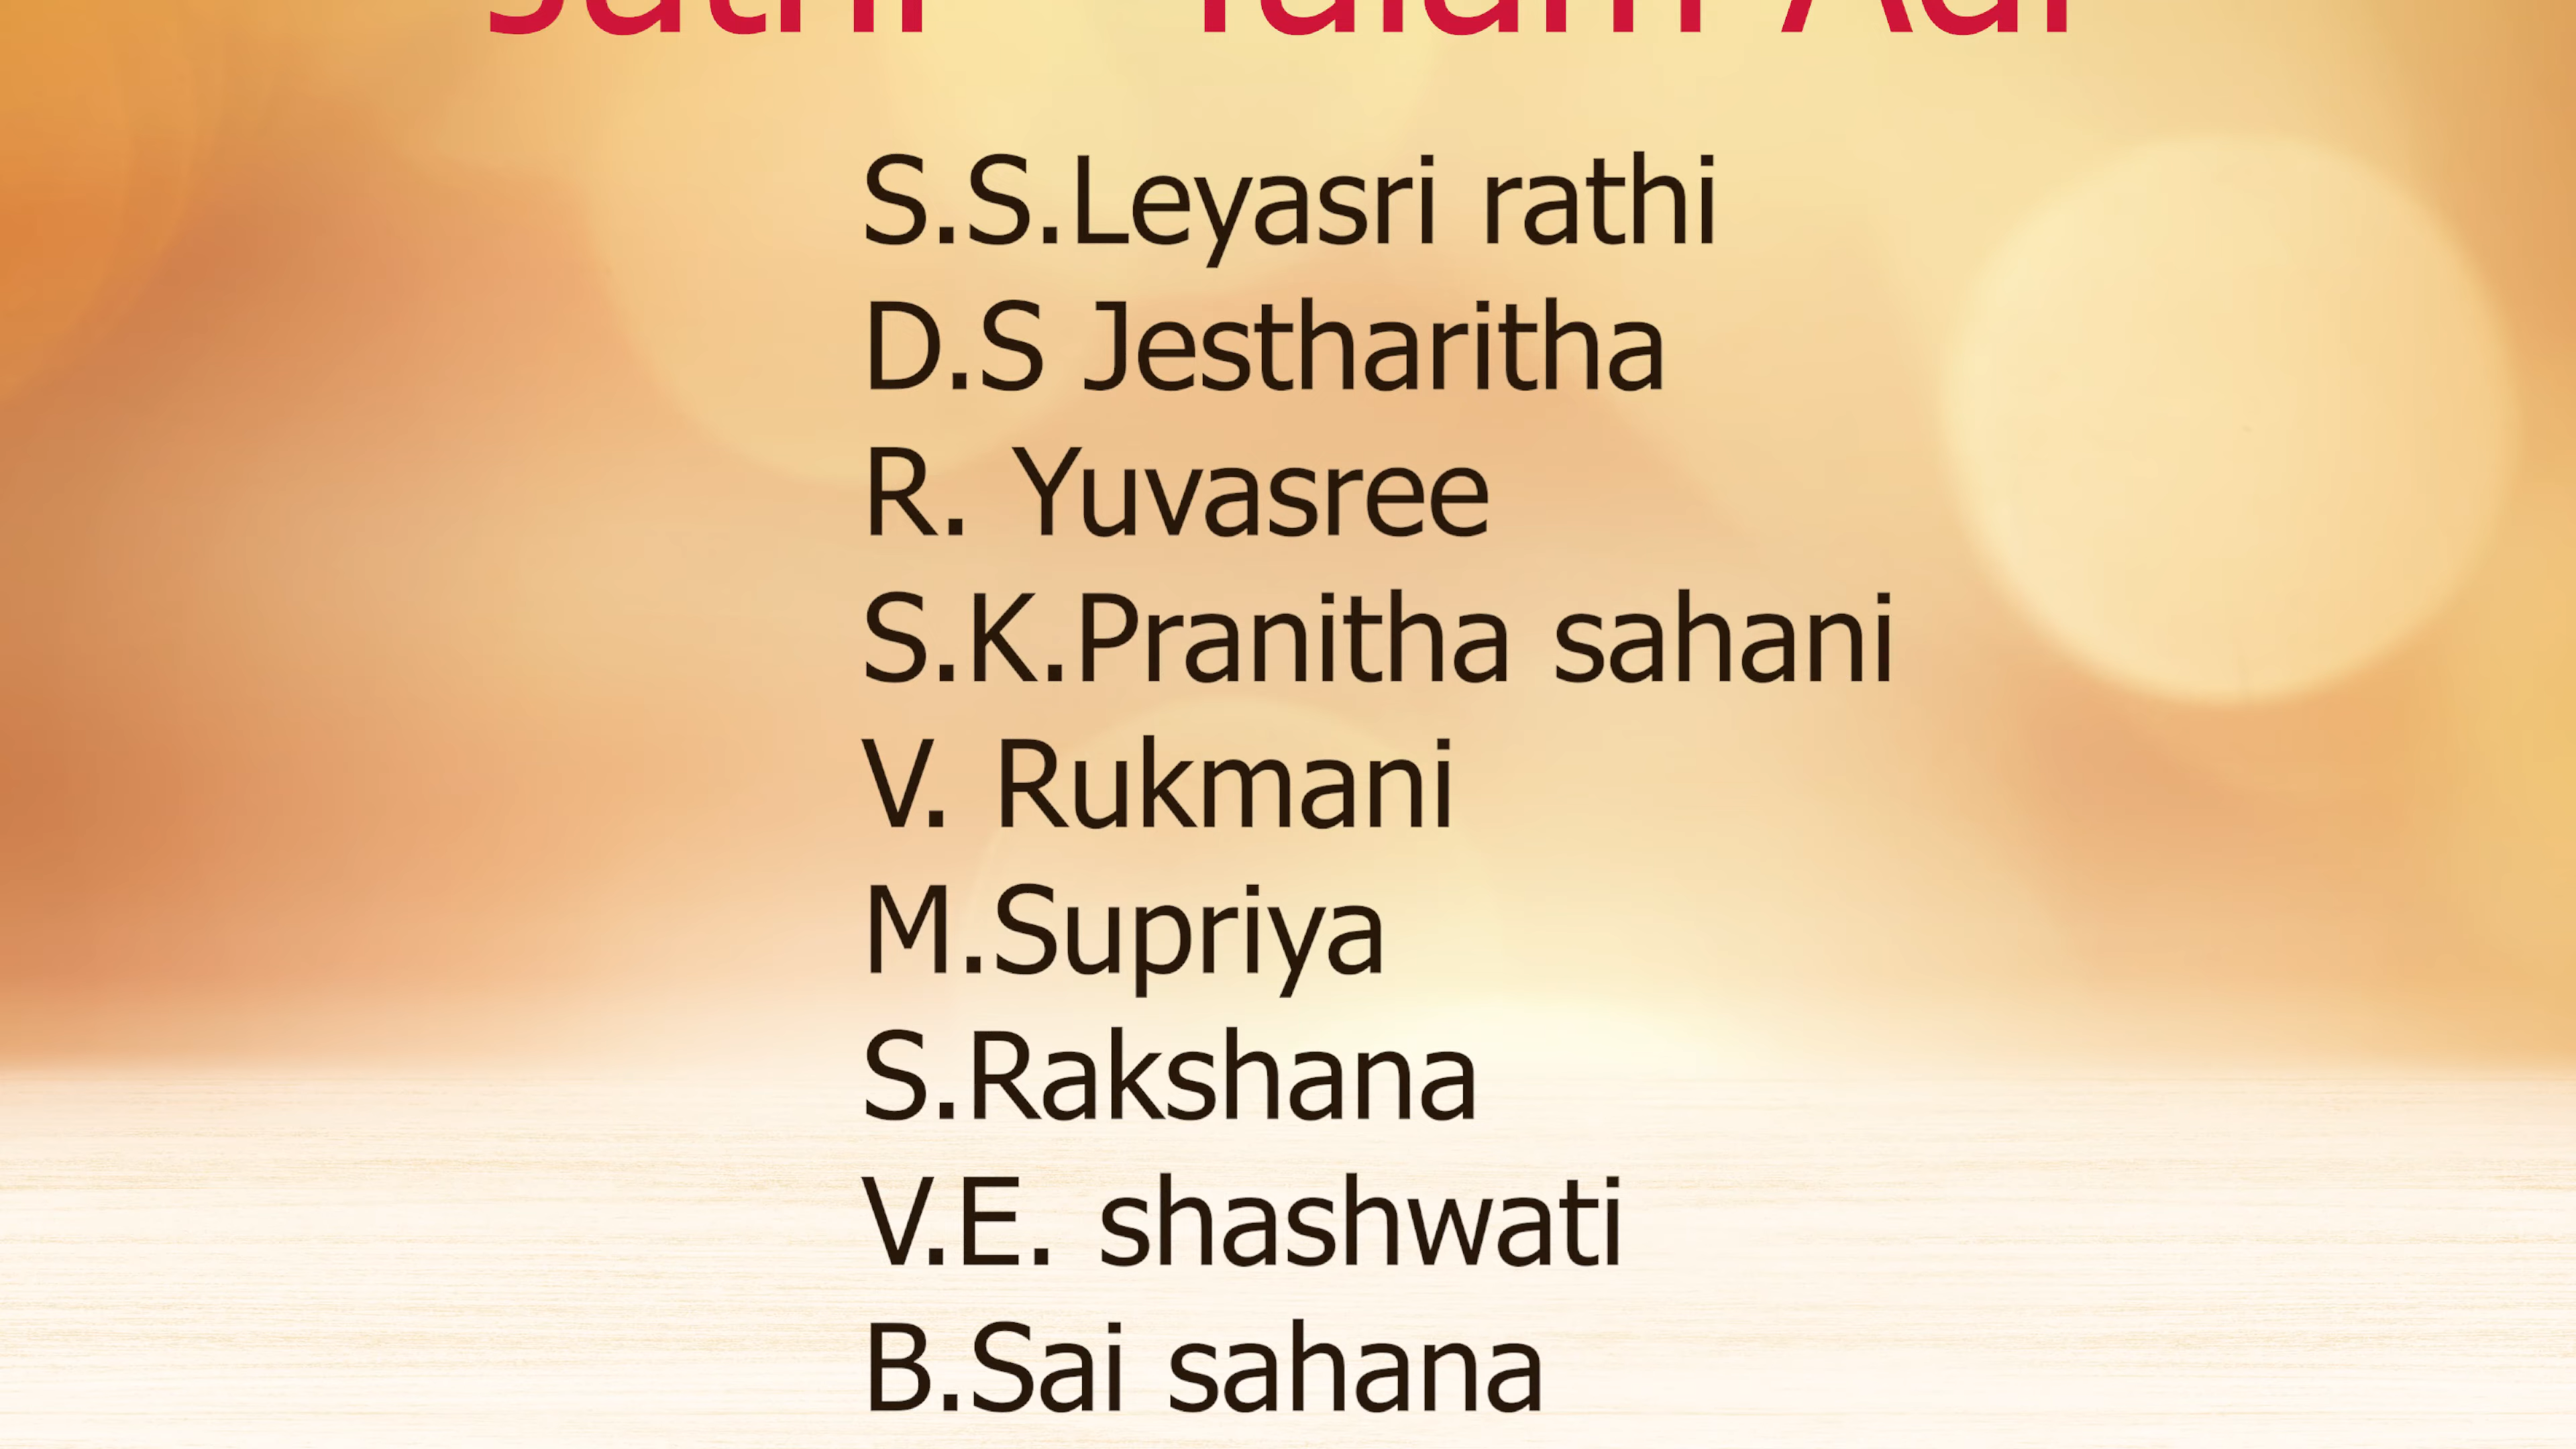 S.S.Leyasri rathi
D.S Jestharitha
R. Yuvasree
S.K.Pranitha sahani
V. Rukmani
M.Supriya
S.Rakshana
V.E. shashwati
B.Sai sahana